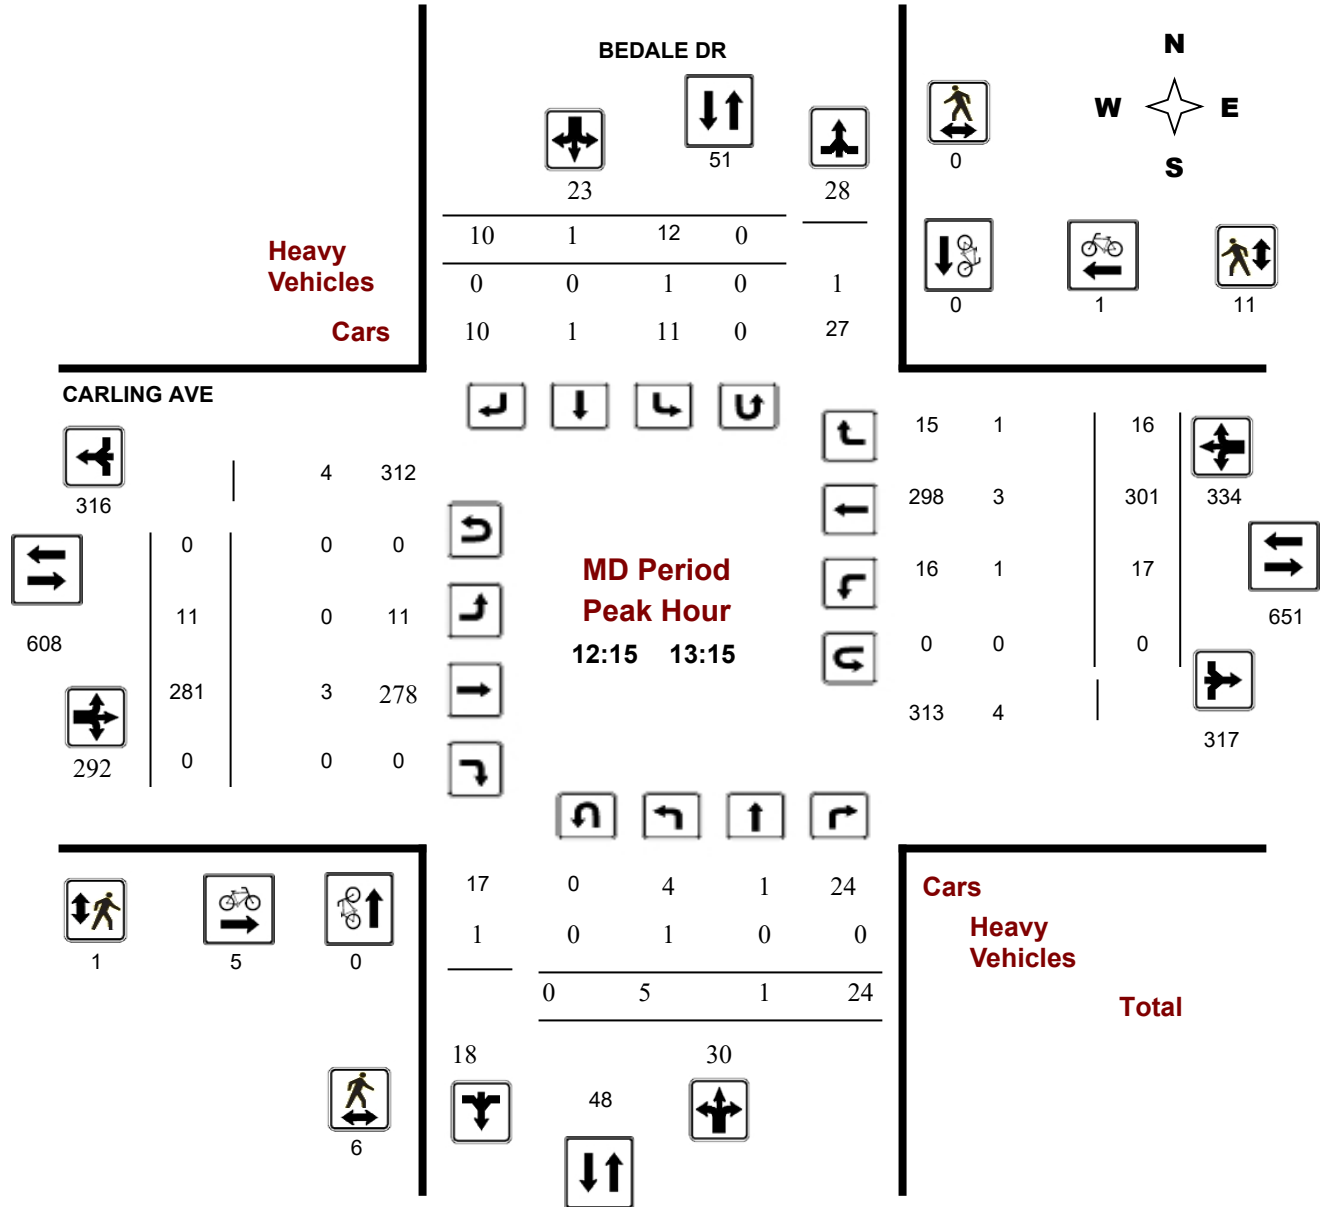 BEDALE DR
N
W E
S
51
0
23 28
10 1 12 0
Heavy
Vehicles
0 0 1 0 1
Cars
10 1 11 0 27
0 1 11
CARLING AVE
15 1 16
316
4 312
298 3 301 334
0 0 0
MD Period
Peak Hour
12:15 13:15
16 1 17
651
11 0 11
608
0 0 0
281 3 278
313 4
317
292
0 0 0
17 0 4 1 24
Cars
1 0 1 0 0
Heavy
Vehicles
1 5 0
0 5 1 24
Total
18 30
48
6